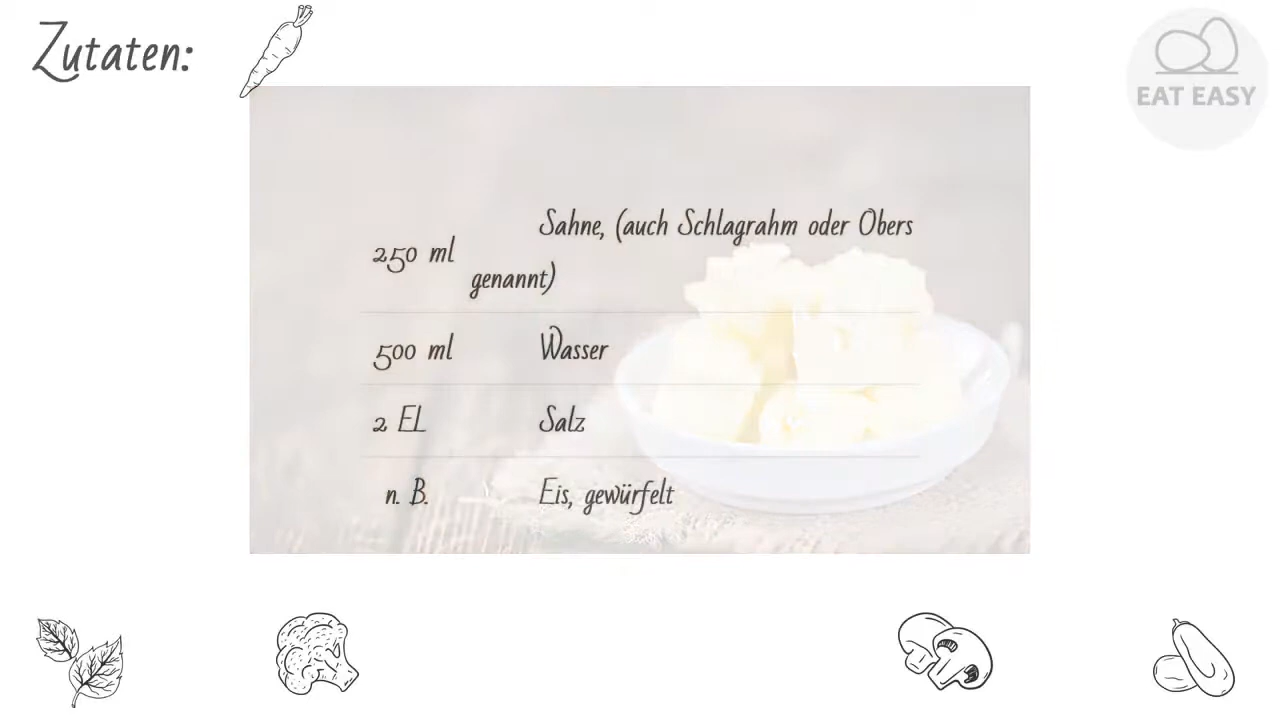 Zutaten:
EAT EASY
250 ml Sahne, (auch Schlagrahm oder Obers
genannt)
500 ml Wasser
2 EL Salz
n. B. Eis, gewürfelt